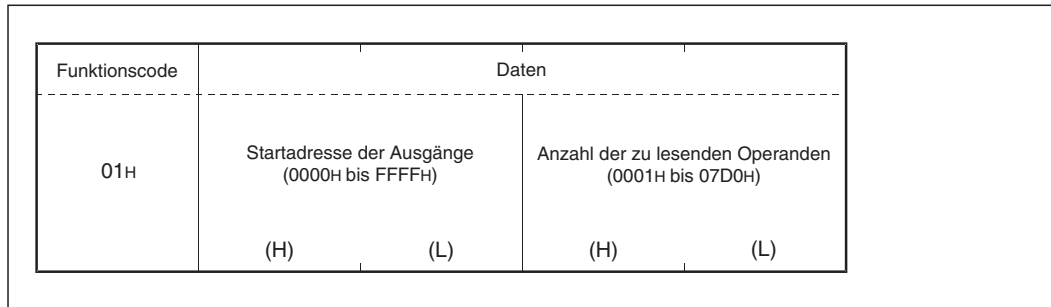 Funktionscode Daten
01H
Startadresse der Ausgänge
(0000H bis FFFFH)
Anzahl der zu lesenden Operanden
(0001H bis 07D0H)
(H) (L) (H) (L)